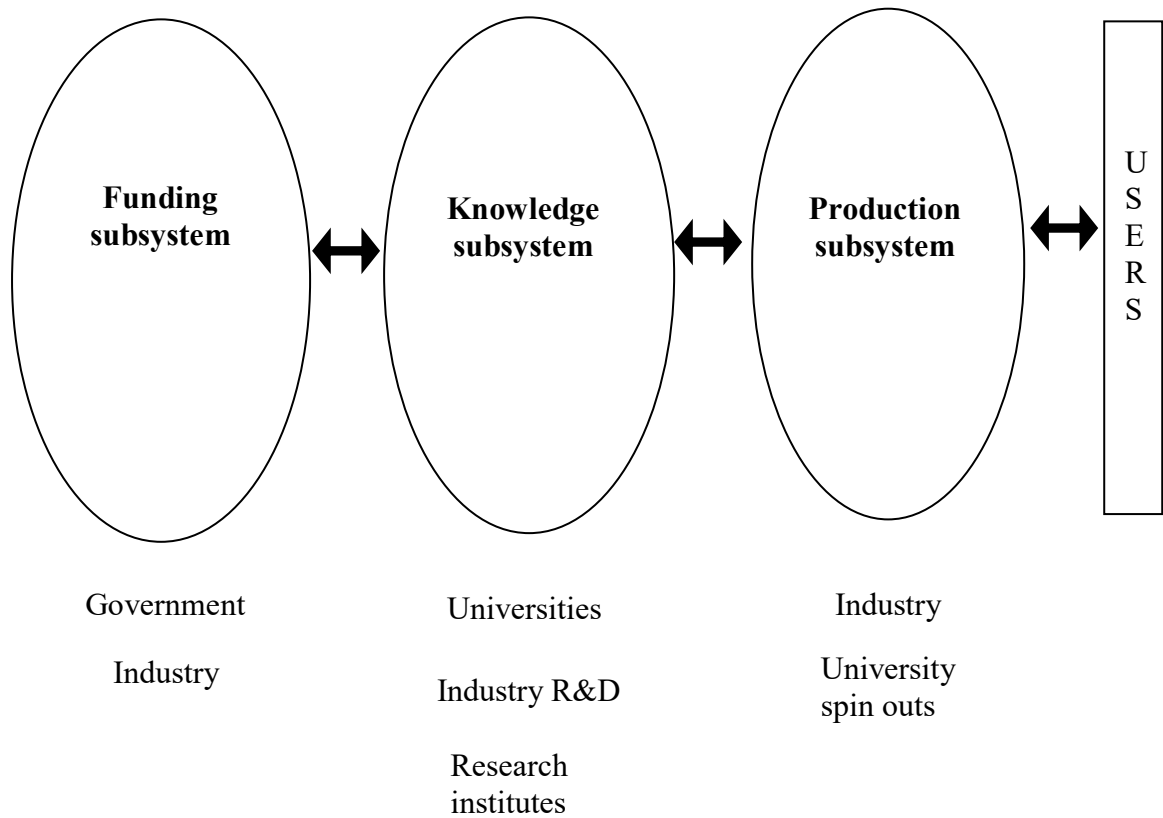 Funding
subsystem
Knowledge
subsystem
Production
subsystem
U
S
E
R
S
Government
Industry
Universities
Industry R&D
Research
institutes
Industry
University
spin outs